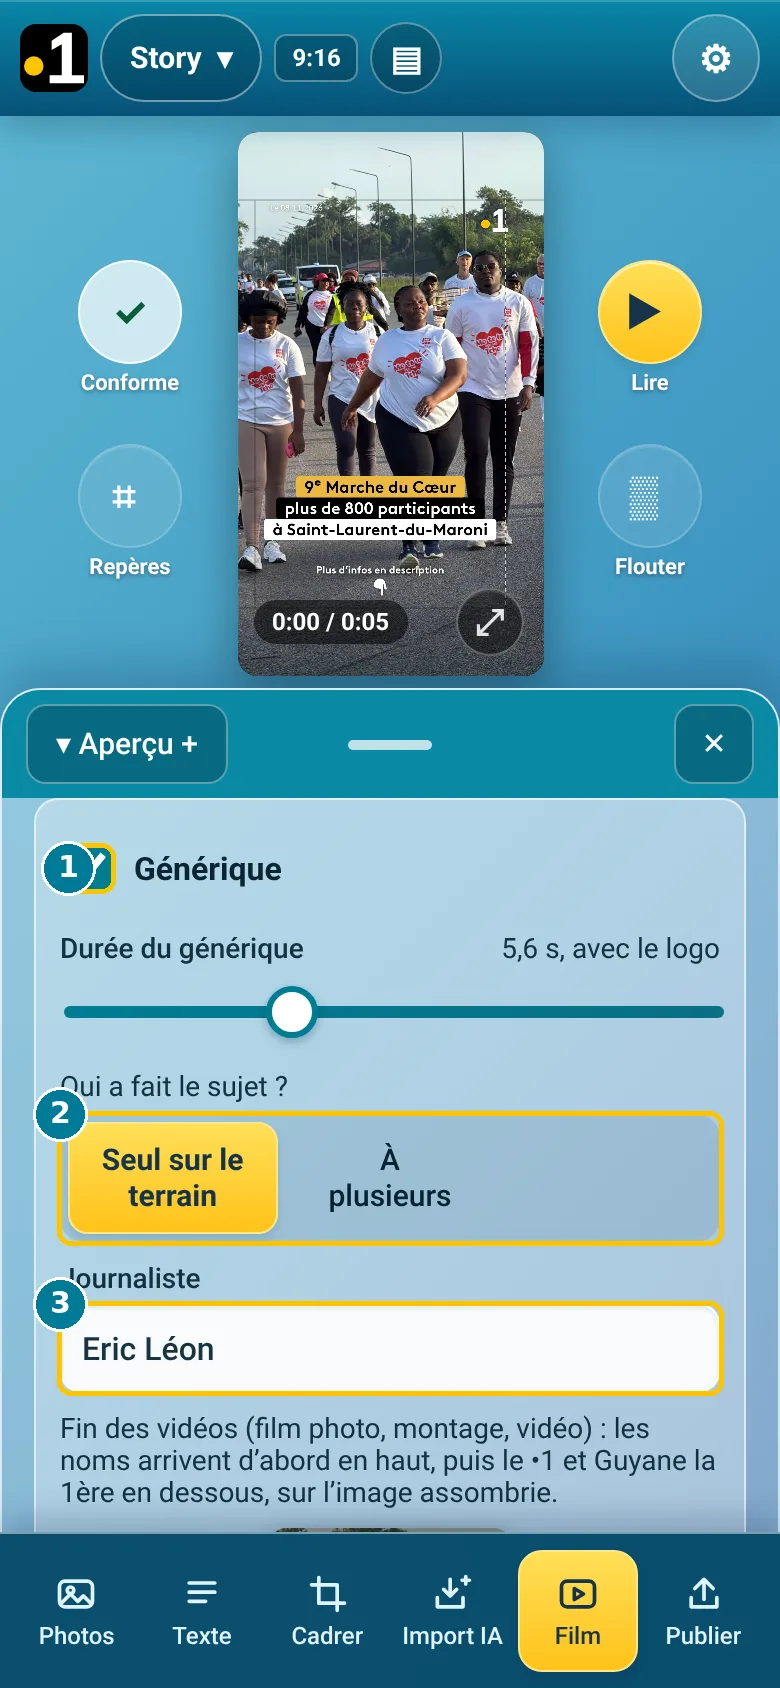 1
Story ▼
9:16
1
Conforme
Lire
Repères
Flouter
9e Marche du Cœur
plus de 800 participants
à Saint-Laurent-du-Maroni
Plus d’infos en description
0:00 / 0:05
▾ Aperçu +
1
Générique
Durée du générique
5,6 s, avec le logo
Qui a fait le sujet ?
2
Seul sur le
terrain
À
plusieurs
Journaliste
3
Eric Léon
Fin des vidéos (film photo, montage, vidéo) : les
noms arrivent d’abord en haut, puis le •1 et Guyane la
1ère en dessous, sur l’image assombrie.
Photos
Texte
Cadrer
Import IA
Film
Publier